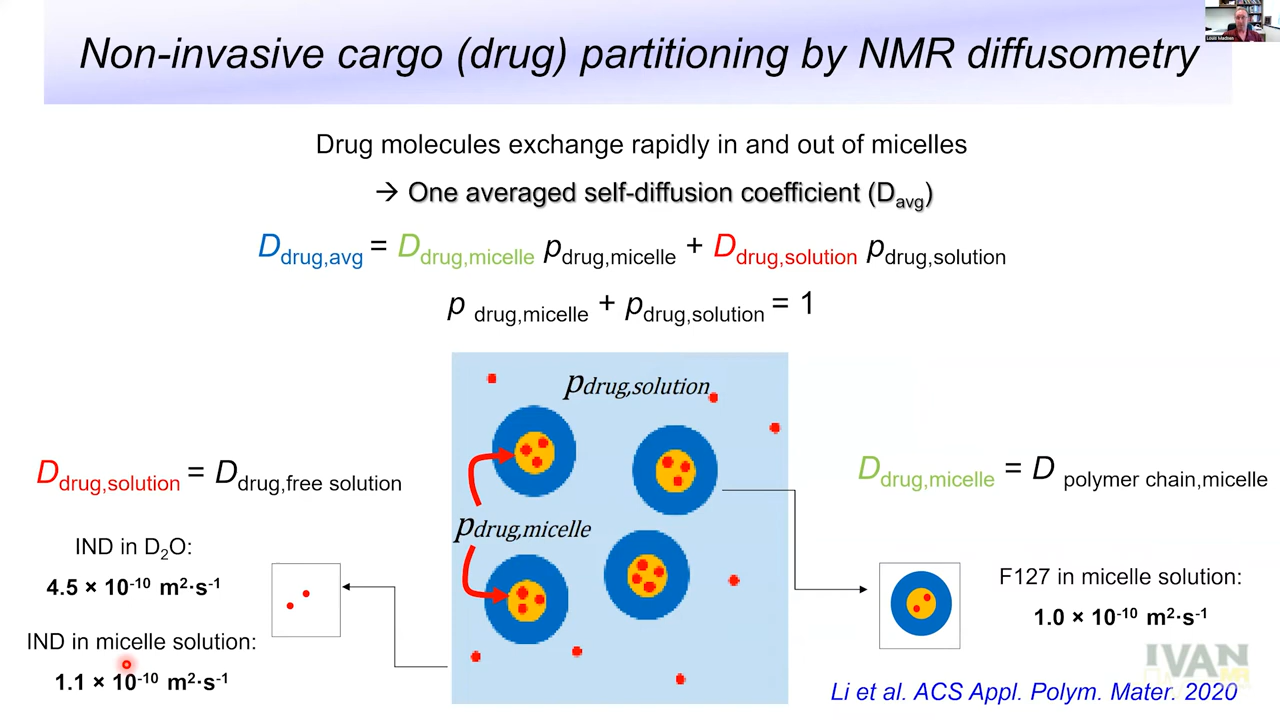 Non-invasive cargo (drug) partitioning by NMR diffusometry
Louis Madsen
Drug molecules exchange rapidly in and out of micelles
→ One averaged self-diffusion coefficient (Davg)
Ddrug,avg = Ddrug,micelle pdrug,micelle + Ddrug,solution pdrug,solution
p drug,micelle + pdrug,solution = 1
pdrug,solution
Ddrug,solution = Ddrug,free solution
Ddrug,micelle = D polymer chain,micelle
pdrug,micelle
IND in D2O:
4.5 × 10-10 m2·s-1
IND in micelle solution:
1.1 × 10-10 m2·s-1
F127 in micelle solution:
1.0 × 10-10 m2·s-1
IVAN
MR
Li et al. ACS Appl. Polym. Mater. 2020